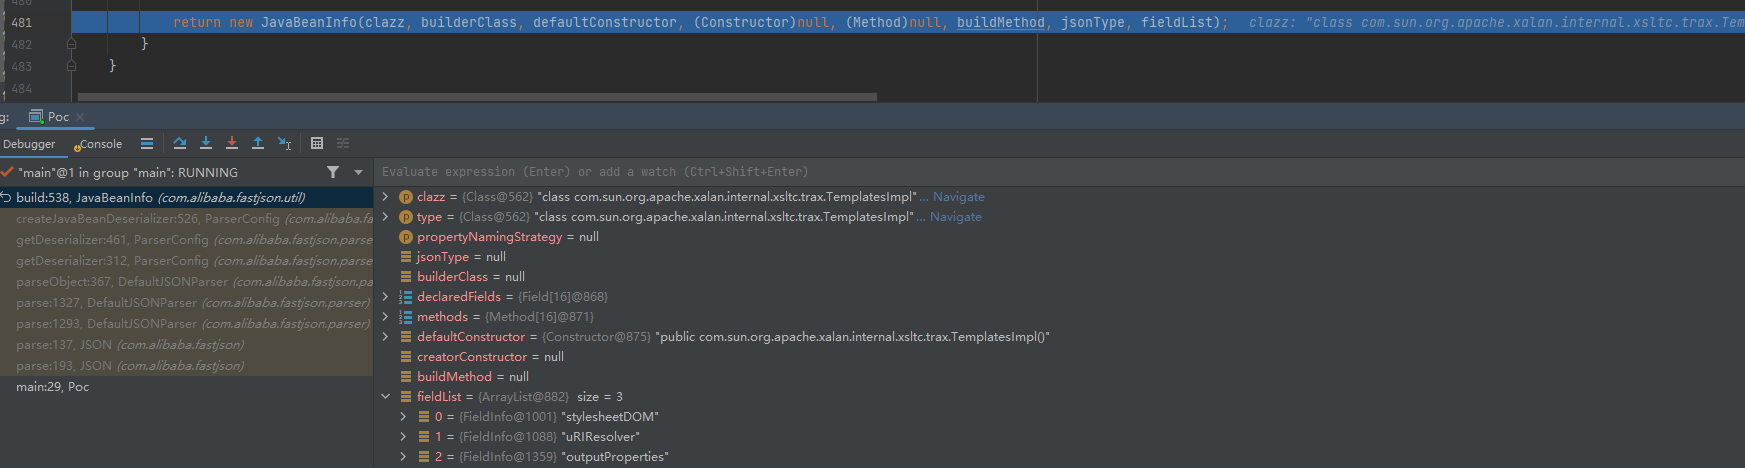 480
481 return new JavaBeanInfo(clazz, builderClass, defaultConstructor, (Constructor)null, (Method)null, buildMethod, jsonType, fieldList); clazz: "class com.sun.org.apache.xalan.internal.xsltc.trax.Tem
482 }
483 }
484
g: Poc
Debugger Console
"main"@1 in group "main": RUNNING
Evaluate expression (Enter) or add a watch (Ctrl+Shift+Enter)
build:538, JavaBeanInfo (com.alibaba.fastjson.util)
createJavaBeanDeserializer:526, ParserConfig (com.alibaba.fa
getDeserializer:461, ParserConfig (com.alibaba.fastjson.parse
getDeserializer:312, ParserConfig (com.alibaba.fastjson.parse
parseObject:367, DefaultJSONParser (com.alibaba.fastjson.pa
parse:1327, DefaultJSONParser (com.alibaba.fastjson.parser)
parse:1293, DefaultJSONParser (com.alibaba.fastjson.parser)
parse:137, JSON (com.alibaba.fastjson)
parse:193, JSON (com.alibaba.fastjson)
main:29, Poc
clazz = {Class@562} "class com.sun.org.apache.xalan.internal.xsltc.trax.TemplatesImpl"... Navigate
type = {Class@562} "class com.sun.org.apache.xalan.internal.xsltc.trax.TemplatesImpl"... Navigate
propertyNamingStrategy = null
jsonType = null
builderClass = null
declaredFields = {Field[16]@868}
methods = {Method[16]@871}
defaultConstructor = {Constructor@875} "public com.sun.org.apache.xalan.internal.xsltc.trax.TemplatesImpl()"
creatorConstructor = null
buildMethod = null
fieldList = {ArrayList@882} size = 3
0 = {FieldInfo@1001} "stylesheetDOM"
1 = {FieldInfo@1088} "uRIResolver"
2 = {FieldInfo@1359} "outputProperties"